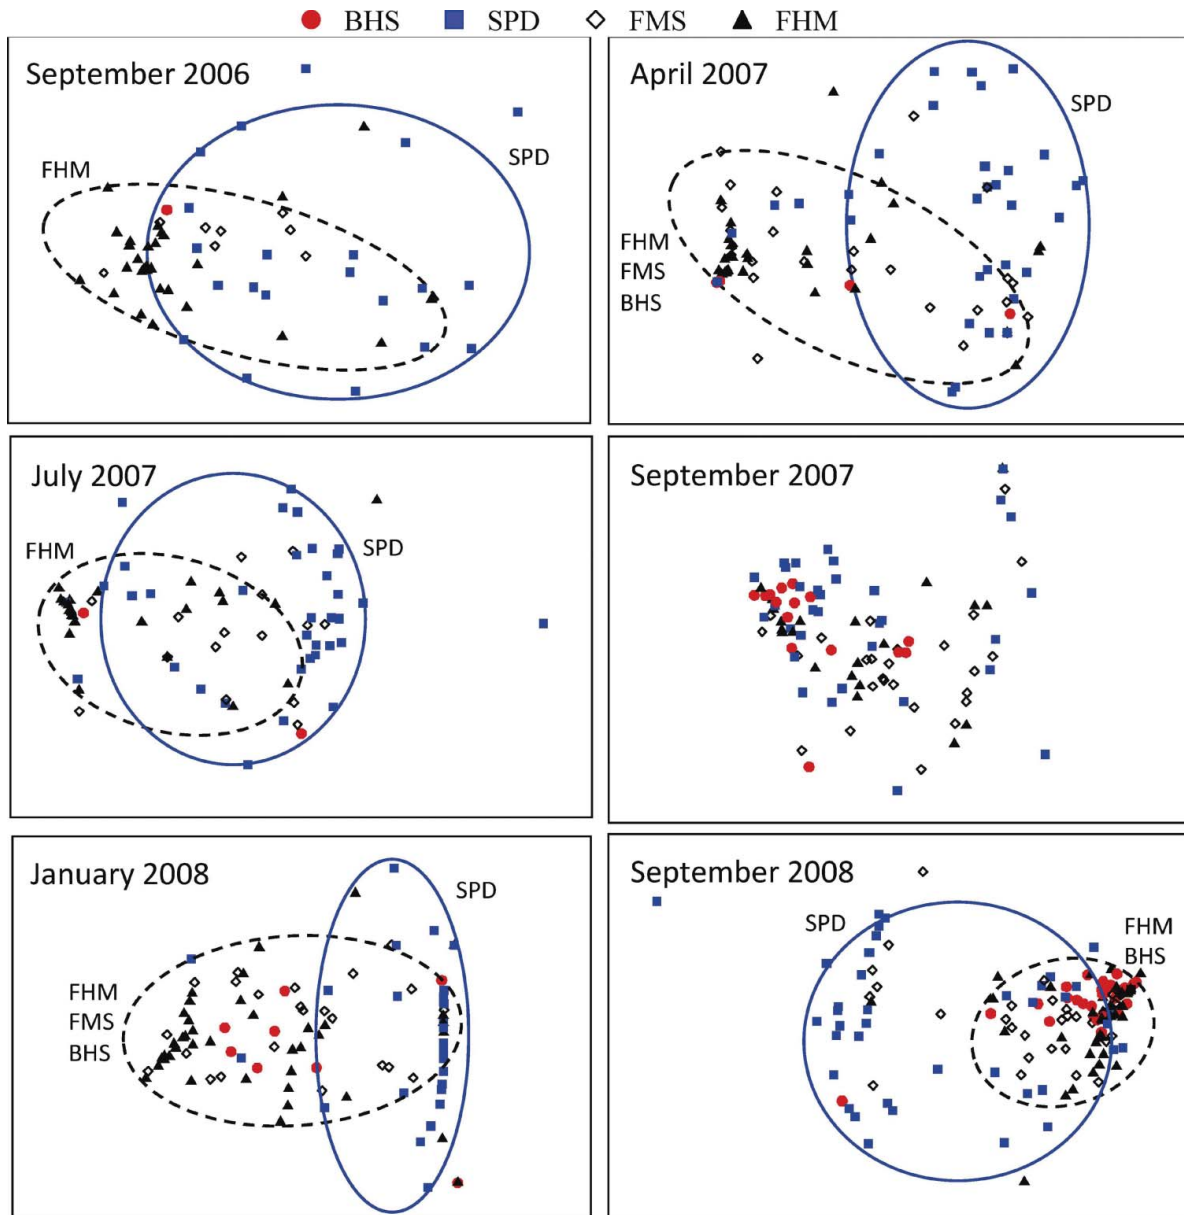 BHS SPD FMS FHM
September 2006
FHM
SPD
April 2007
SPD
FHM
FMS
BHS
July 2007
FHM
SPD
September 2007
January 2008
SPD
FHM
FMS
BHS
September 2008
SPD
FHM
BHS